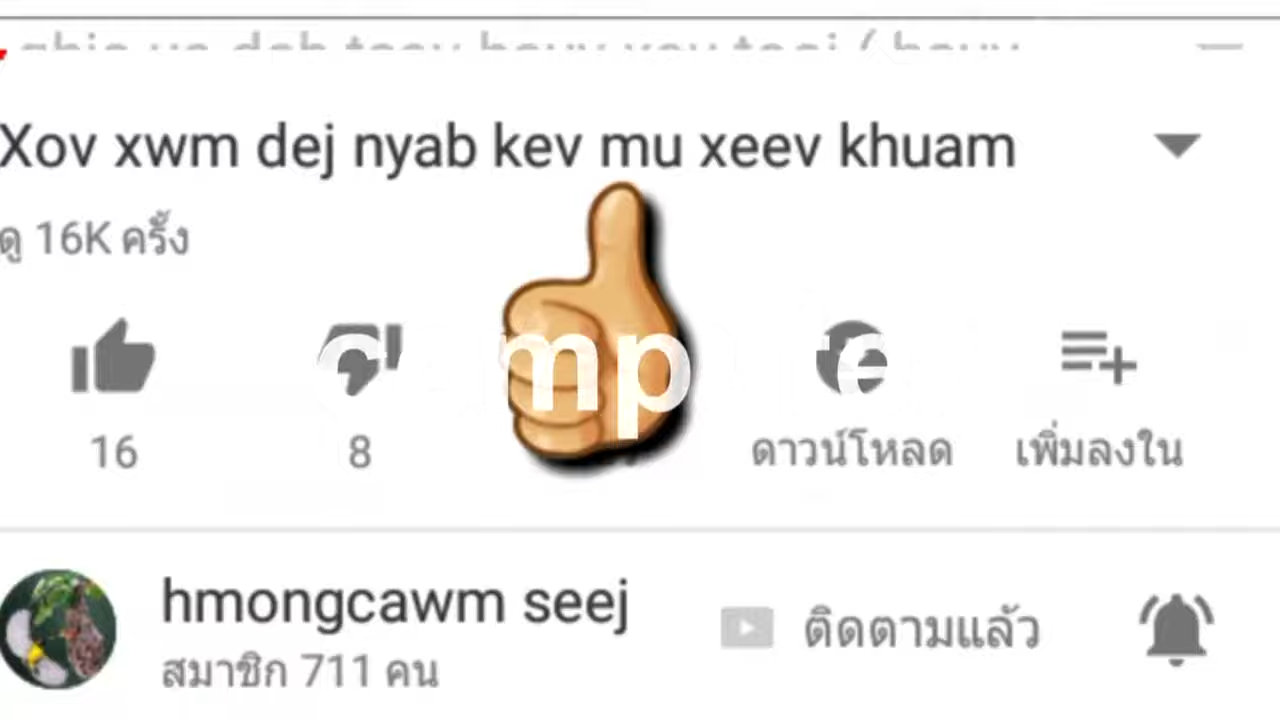 Xov xwm dej nyab kev mu xeev khuam
ดู 16K ครั้ง
16
8
ดาวน์โหลด
เพิ่มลงใน
hmongcawm seej
ติดตามแล้ว
สมาชิก 711 คน